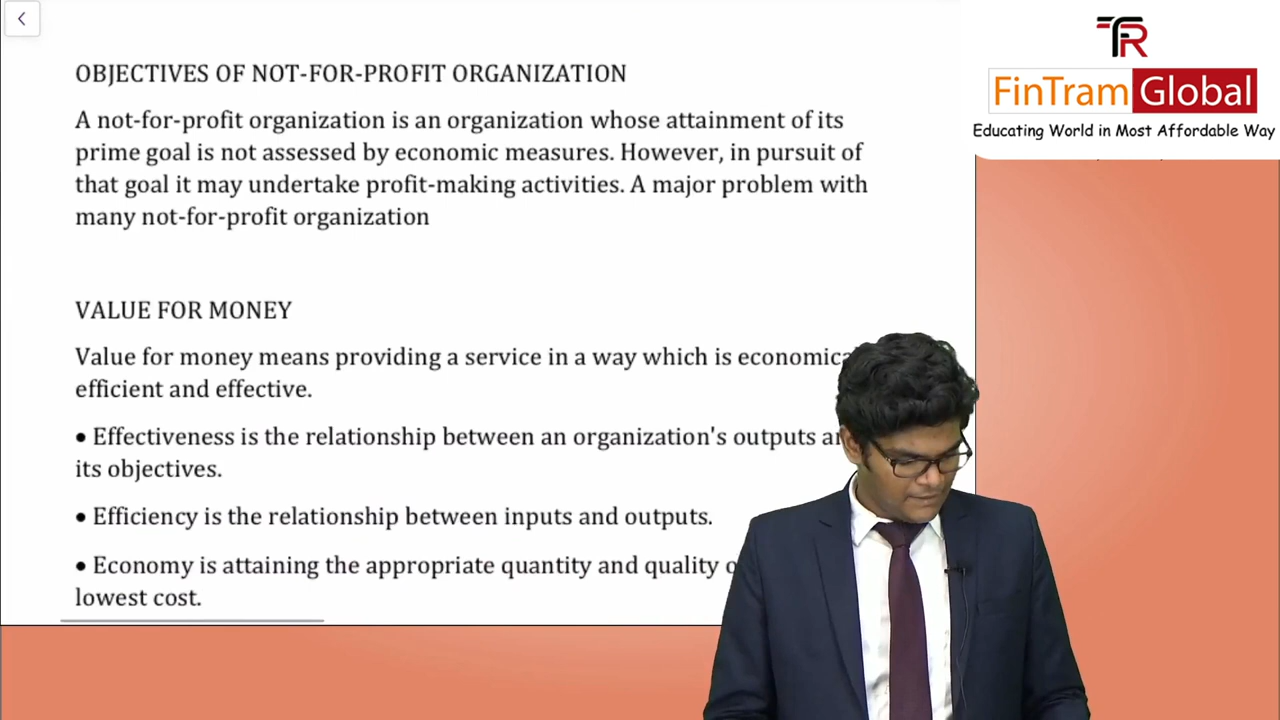 OBJECTIVES OF NOT-FOR-PROFIT ORGANIZATION
A not-for-profit organization is an organization whose attainment of its
prime goal is not assessed by economic measures. However, in pursuit of
that goal it may undertake profit-making activities. A major problem with
many not-for-profit organization
VALUE FOR MONEY
Value for money means providing a service in a way which is
efficient and effective.
• Effectiveness is the relationship between an organization's outputs
its objectives.
• Efficiency is the relationship between inputs and outputs.
• Economy is attaining the appropriate quantity and quality
lowest cost.
TR
FinTram Global
Educating World in Most Affordable Way